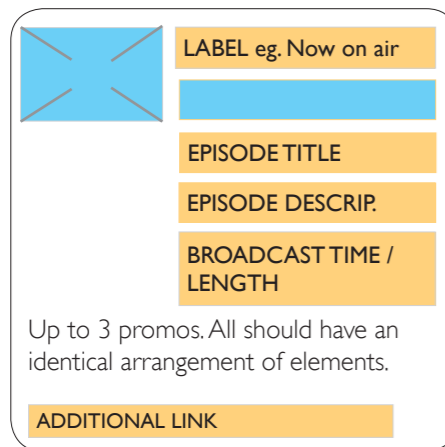 LABEL eg. Now on air
EPISODE TITLE
EPISODE DESCRIP.
BROADCAST TIME /
LENGTH
Up to 3 promos. All should have an
identical arrangement of elements.
ADDITIONAL LINK